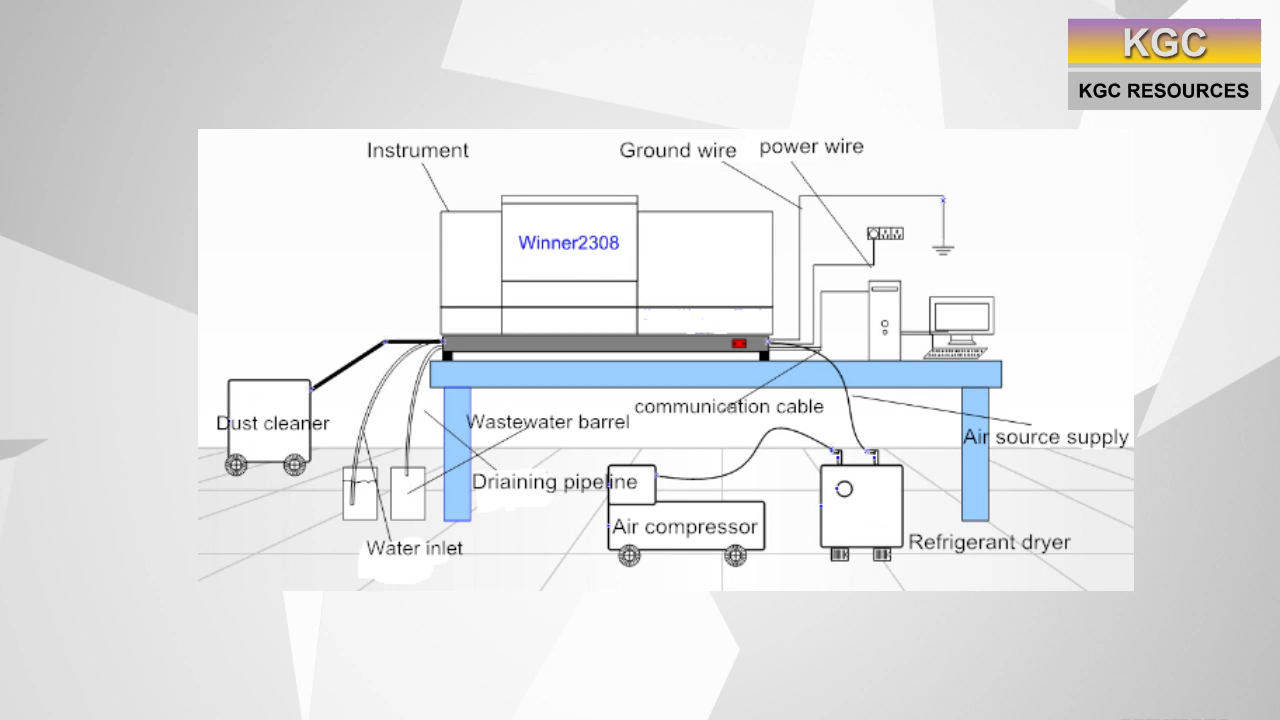 KGC
KGC RESOURCES
Instrument
Ground wire
power wire
Winner2308
Dust cleaner
Wastewater barrel
communication cable
Air source supply
Driaining pipeline
Air compressor
Water inlet
Refrigerant dryer